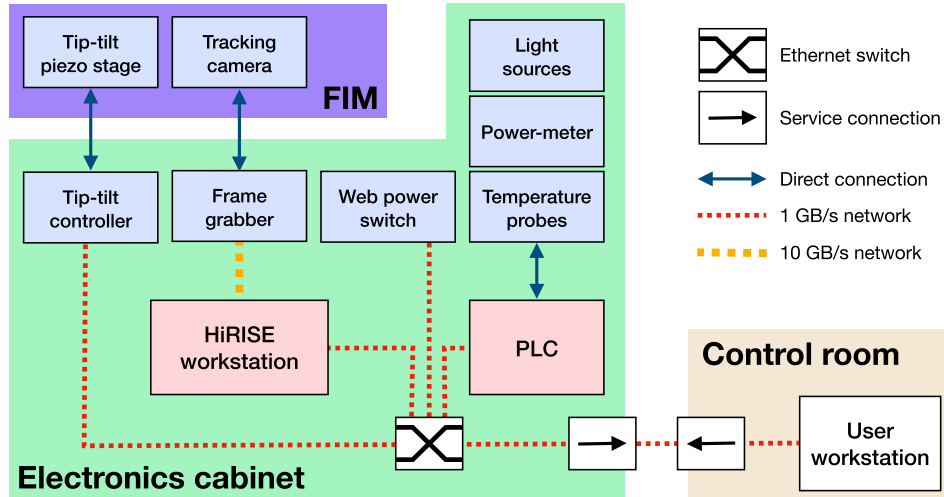 Tip-tilt
piezo stage
Tracking
camera
FIM
Light
sources
Power-meter
Temperature
probes
Tip-tilt
controller
Frame
grabber
Web power
switch
HiRISE
workstation
PLC
Electronics cabinet
Ethernet switch
Service connection
Direct connection
1 GB/s network
10 GB/s network
Control room
User
workstation